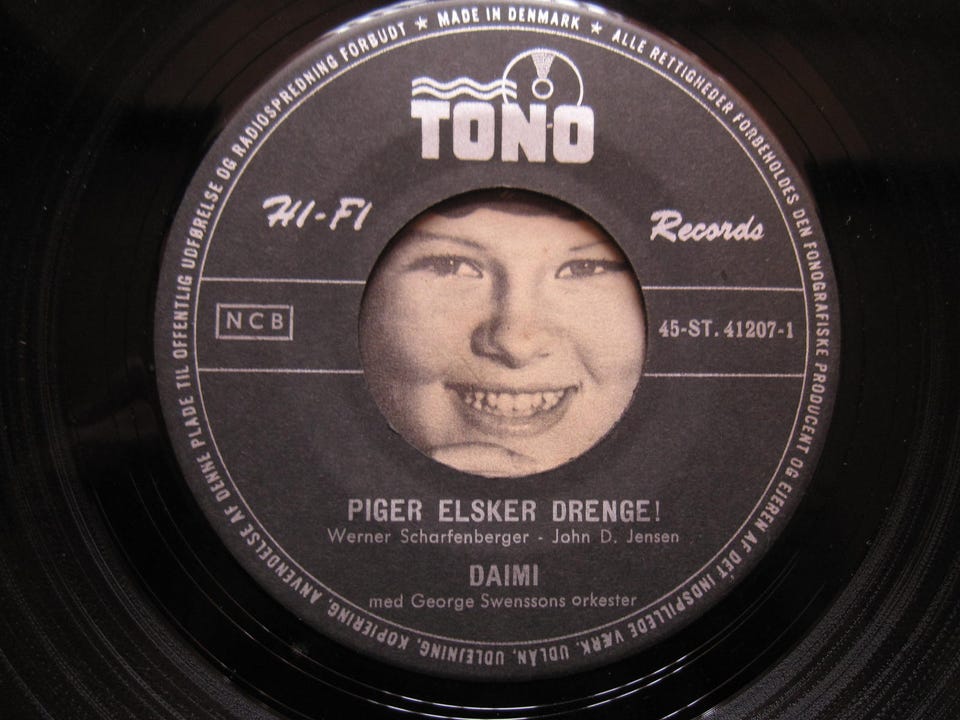 MADE IN DENMARK ★ ALLE RETTIGHEDER FORBEHOLDES DEN FONOGRAFISKE PRODUCENT OG EJEREN AF DET INDSPILLEDE VÆRK. UDLÅN, UDLEJNING, KOPIERING, ANVENDELSE AF DENNE PLADE TIL OFFENTLIG UDFØRELSE OG RADIOSPREDNING FORBUDT ★
TONO
HI-FI Records
NCB 45-ST. 41207-1
PIGER ELSKER DRENGE!
Werner Scharfenberger - John D. Jensen
DAIMI
med George Swenssons orkester